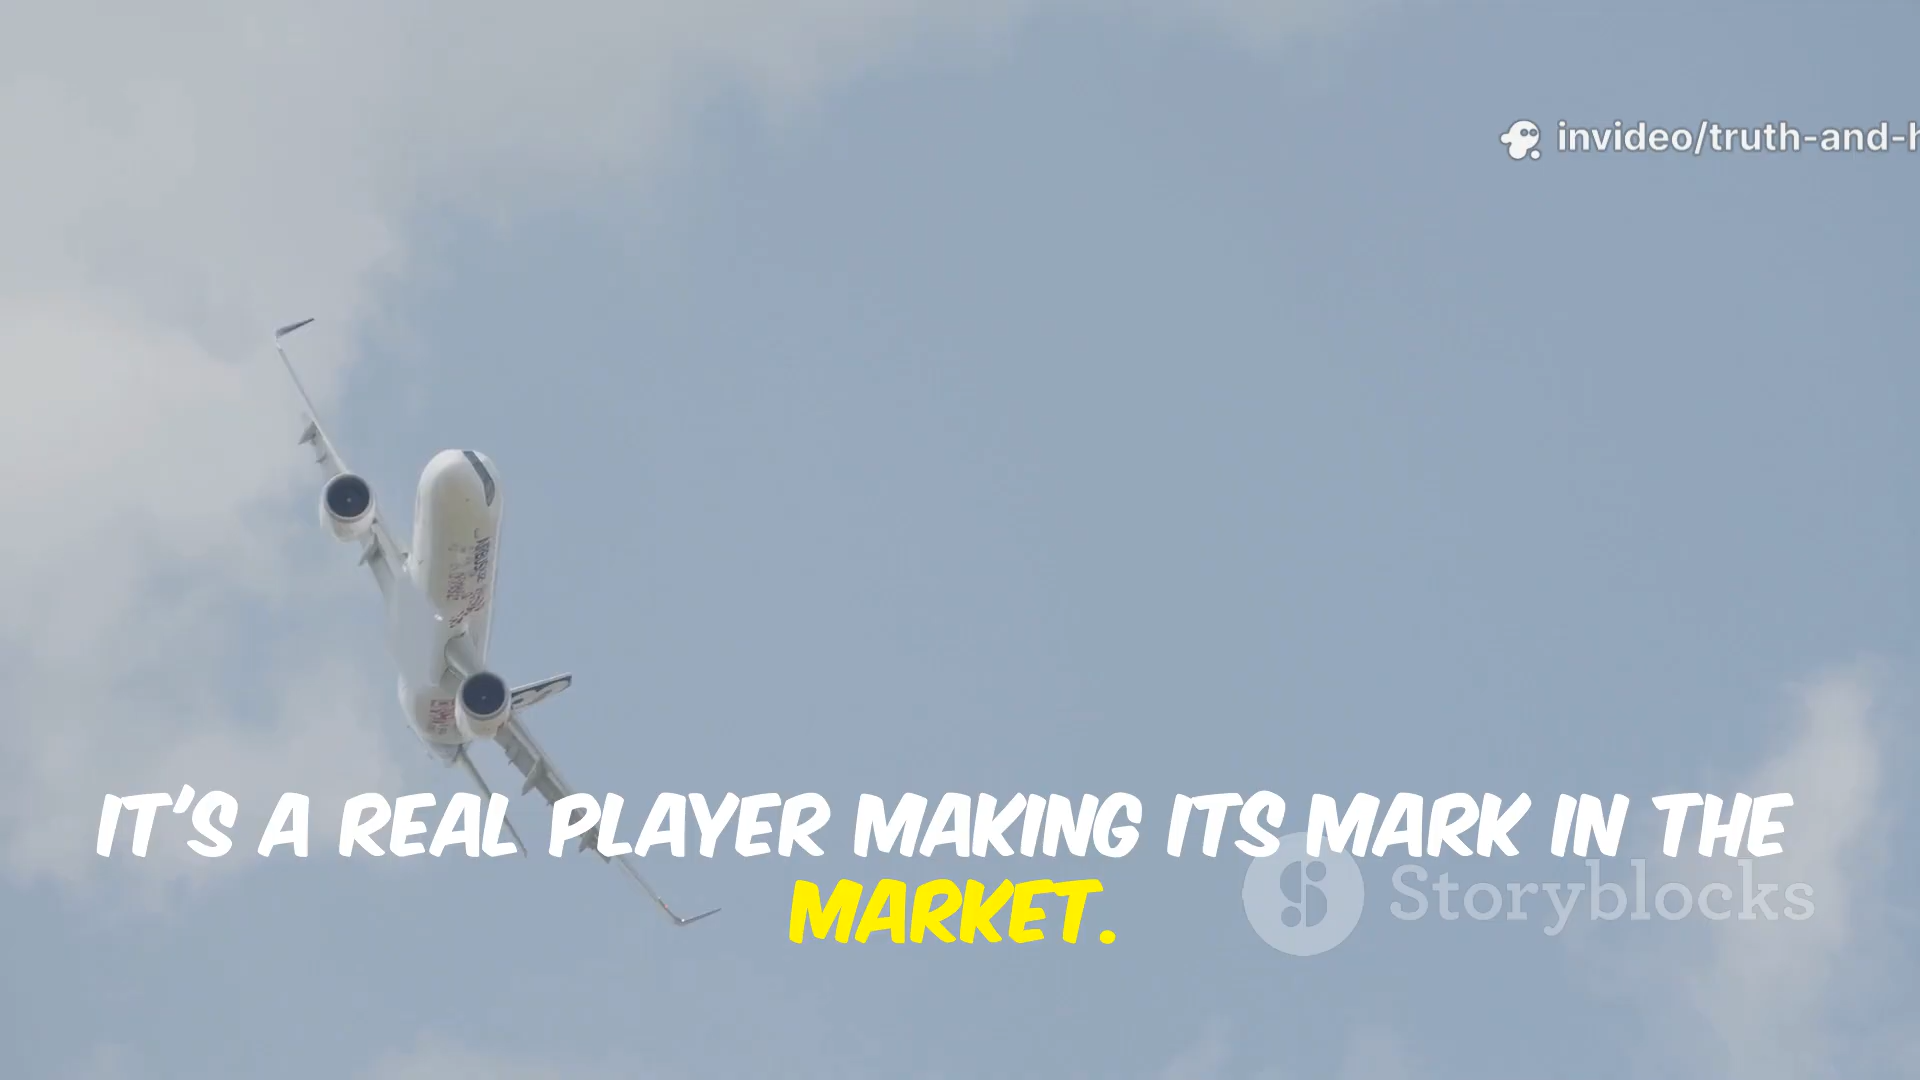 invideo/truth-and-h
IT'S A REAL PLAYER MAKING ITS MARK IN THE
MARKET.
Storyblocks